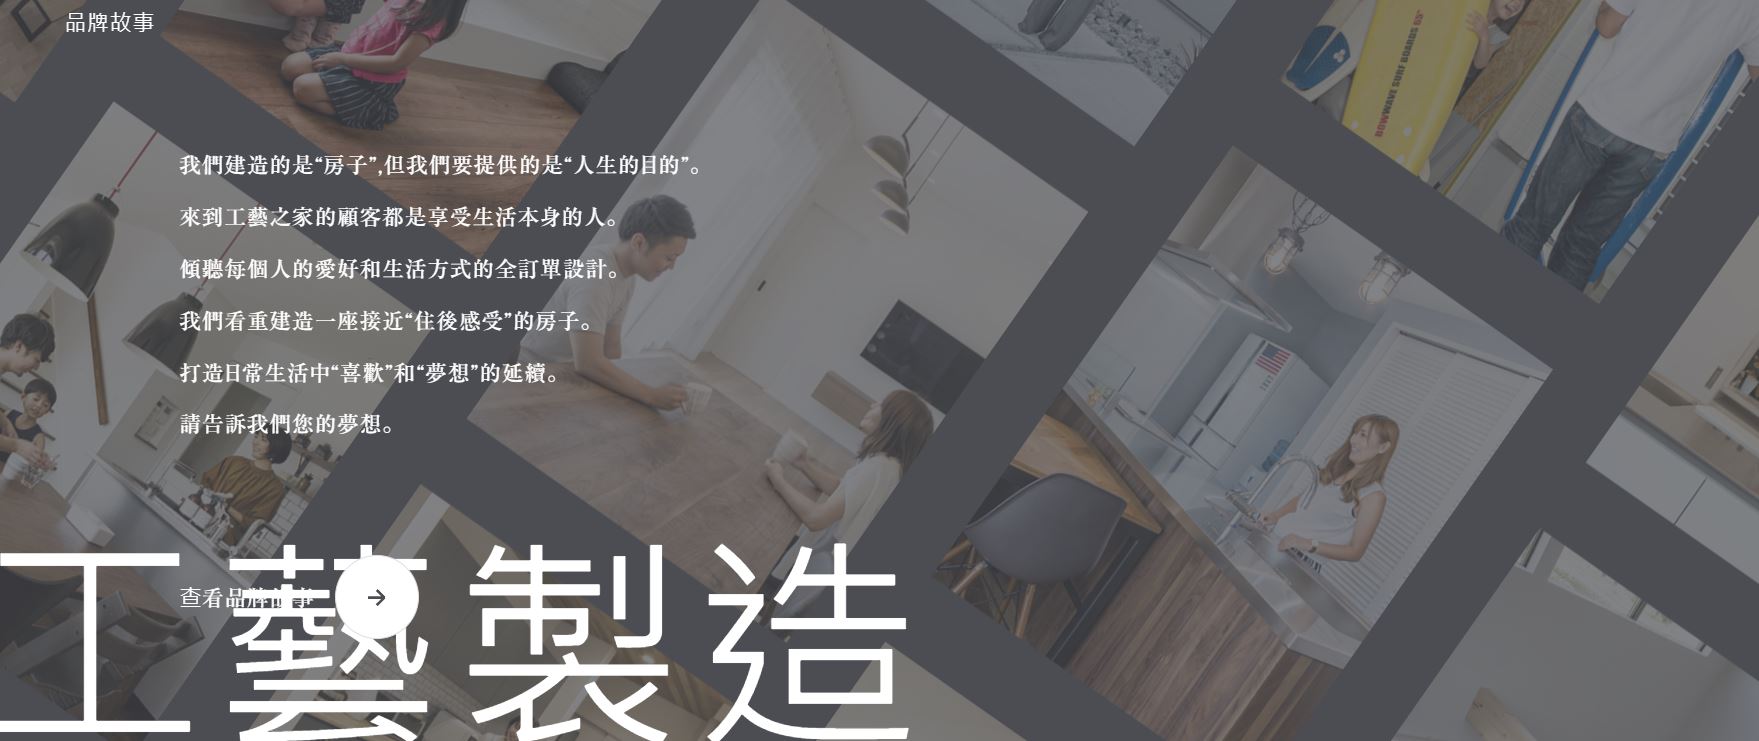 品牌故事
我們建造的是“房子”,但我們要提供的是“人生的目的”。
來到工藝之家的顧客都是享受生活本身的人。
傾聽每個人的愛好和生活方式的全訂單設計。
我們看重建造一座接近“住後感受”的房子。
打造日常生活中“喜歡”和“夢想”的延續。
請告訴我們您的夢想。
查看品牌故事
工藝製造
BOWWAVE SURF BOARDS 65"